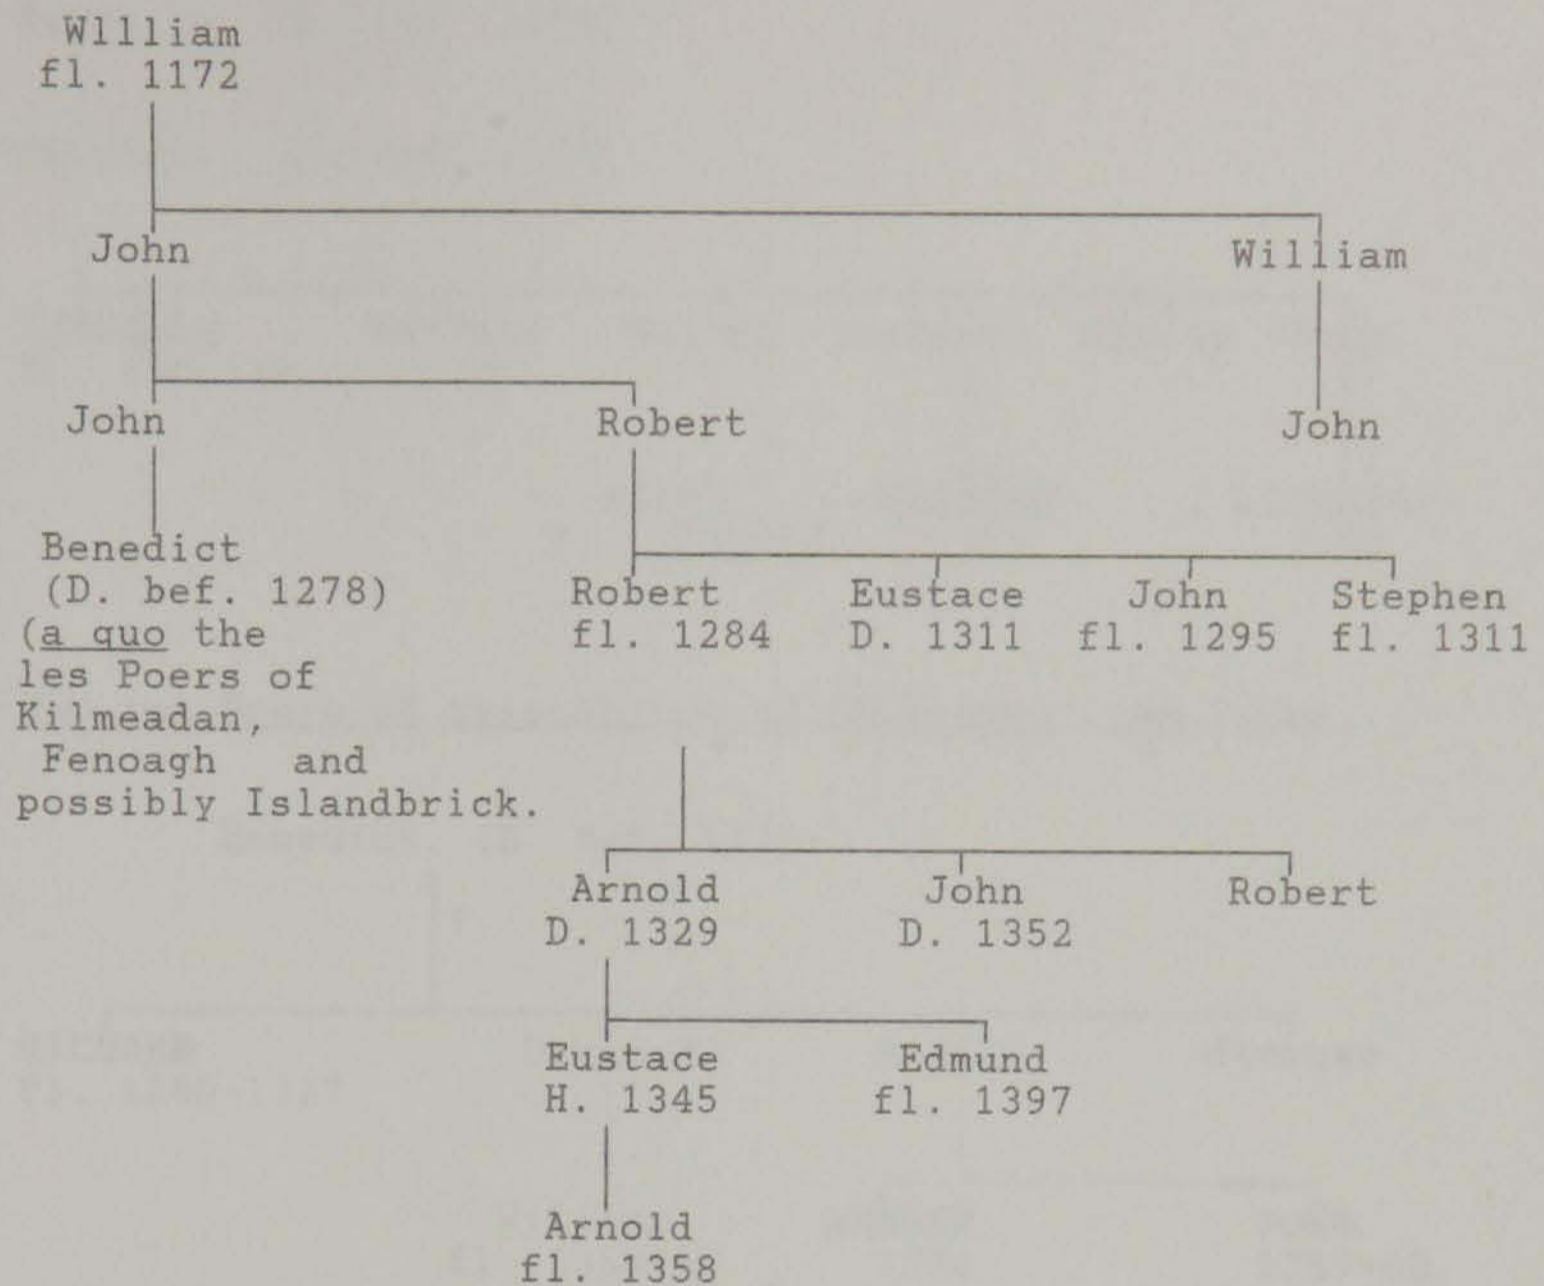 Wllliam
fl. 1172
John William
John Robert John
Benedict
(D. bef. 1278)
(a quo the
les Poers of
Kilmeadan,
Fenoagh and
possibly Islandbrick.
Robert Eustace John Stephen
fl. 1284 D. 1311 fl. 1295 fl. 1311
Arnold John Robert
D. 1329 D. 1352
Eustace Edmund
H. 1345 fl. 1397
Arnold
fl. 1358